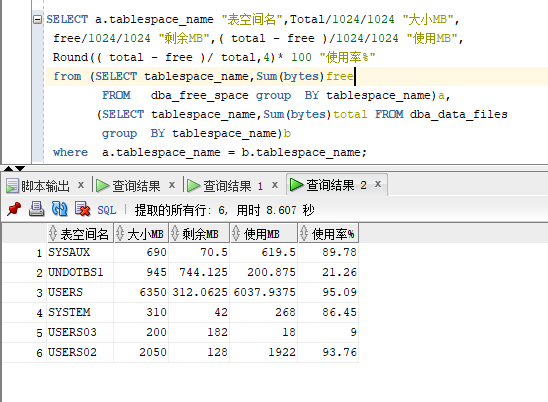 SELECT a.tablespace_name "表空间名",Total/1024/1024 "大小MB",
free/1024/1024 "剩余MB",( total - free )/1024/1024 "使用MB",
Round(( total - free )/ total,4)* 100 "使用率%"
from (SELECT tablespace_name,Sum(bytes)free
FROM dba_free_space group BY tablespace_name)a,
(SELECT tablespace_name,Sum(bytes)total FROM dba_data_files
group BY tablespace_name)b
where a.tablespace_name = b.tablespace_name;
脚本输出 × 查询结果 × 查询结果 1 × 查询结果 2 ×
SQL | 提取的所有行: 6, 用时 8.607 秒
表空间名 大小MB 剩余MB 使用MB 使用率%
1 SYSAUX 690 70.5 619.5 89.78
2 UNDOTBS1 945 744.125 200.875 21.26
3 USERS 6350 312.0625 6037.9375 95.09
4 SYSTEM 310 42 268 86.45
5 USERS03 200 182 18 9
6 USERS02 2050 128 1922 93.76